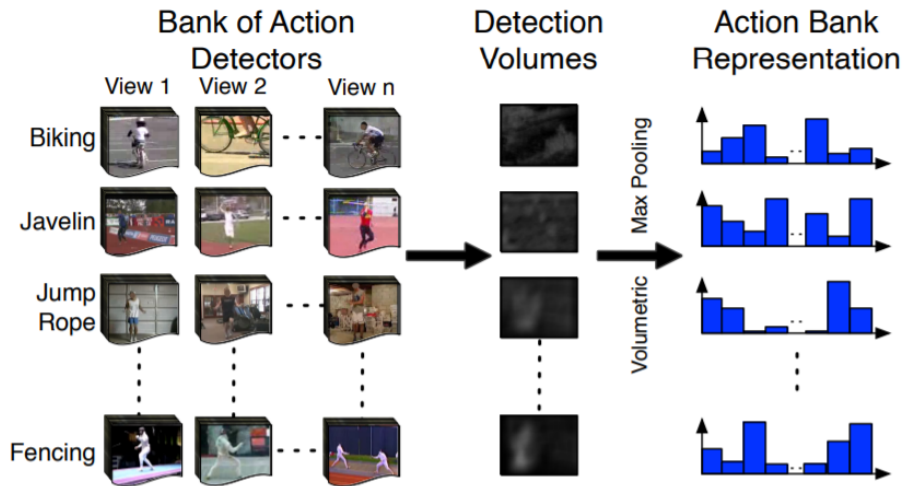 Bank of Action
Detectors
Detection
Volumes
Action Bank
Representation
View 1
View 2
View n
Biking
Javelin
Jump
Rope
Fencing
Volumetric
Max Pooling